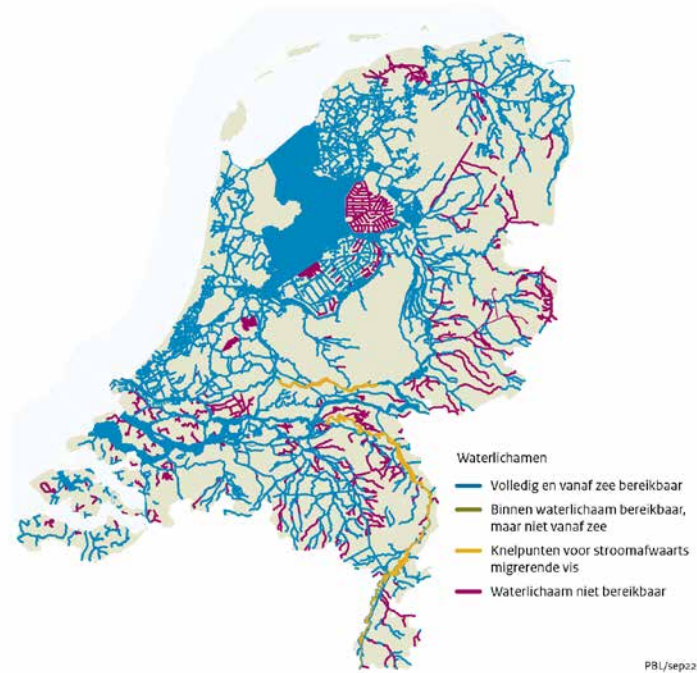 Waterlichamen
Volledig en vanaf zee bereikbaar
Binnen waterlichaam bereikbaar,
maar niet vanaf zee
Knelpunten voor stroomafwaarts
migrerende vis
Waterlichaam niet bereikbaar
PBL/sep22